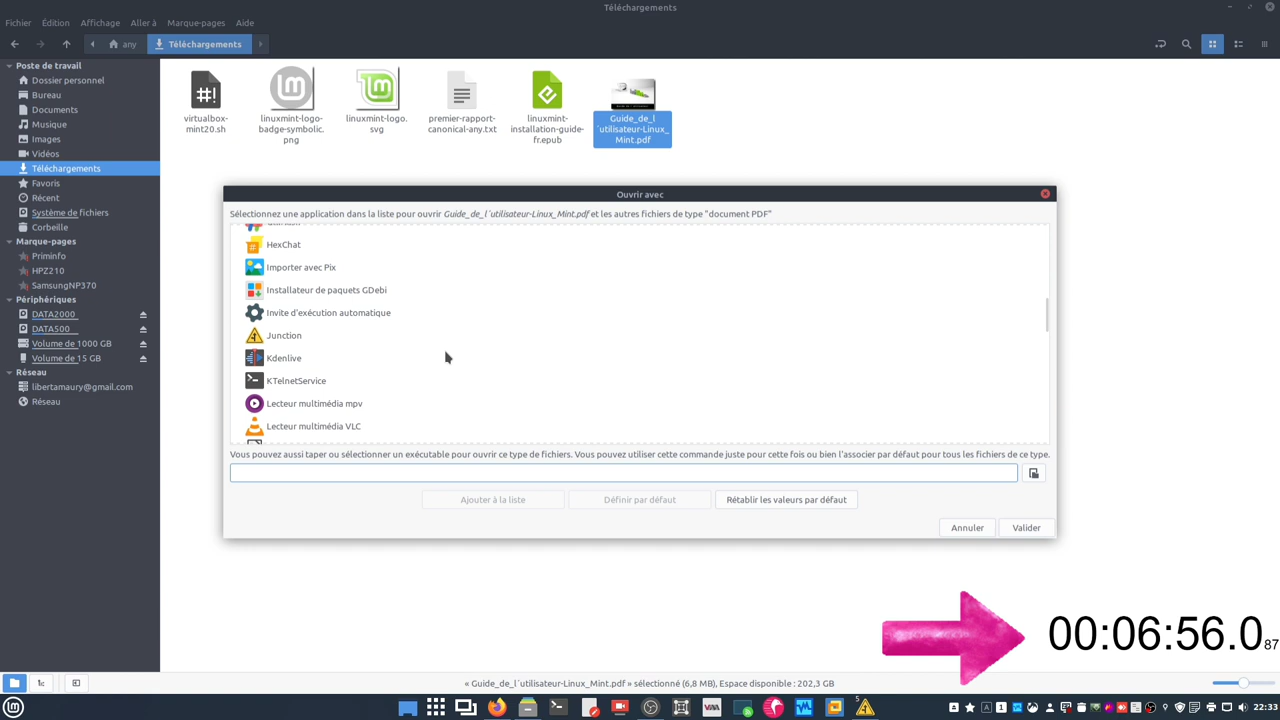 Téléchargements
Fichier Édition Affichage Aller à Marque-pages Aide
any Téléchargements
Poste de travail
Dossier personnel
Bureau
Documents
Musique
Images
Vidéos
Téléchargements
Favoris
Récent
Système de fichiers
Corbeille
Marque-pages
Priminfo
HPZ210
SamsungNP370
Périphériques
DATA2000
DATA500
Volume de 1000 GB
Volume de 15 GB
Réseau
libertamaury@gmail.com
Réseau
#!
virtualbox-
mint20.sh
linuxmint-logo-
badge-symbolic.
png
linuxmint-logo.
svg
premier-rapport-
canonical-any.txt
linuxmint-
installation-guide-
fr.epub
Guide_de_l
`utilisateur-Linux_
Mint.pdf
Ouvrir avec
Sélectionnez une application dans la liste pour ouvrir Guide_de_l`utilisateur-Linux_Mint.pdf et les autres fichiers de type "document PDF"
HexChat
Importer avec Pix
Installateur de paquets GDebi
Invite d'exécution automatique
Junction
Kdenlive
KTelnetService
Lecteur multimédia mpv
Lecteur multimédia VLC
Vous pouvez aussi taper ou sélectionner un exécutable pour ouvrir ce type de fichiers. Vous pouvez utiliser cette commande juste pour cette fois ou bien l'associer par défaut pour tous les fichiers de ce type.
Ajouter à la liste Définir par défaut Rétablir les valeurs par défaut
Annuler Valider
00:06:56.087
« Guide_de_l`utilisateur-Linux_Mint.pdf » sélectionné (6,8 MB), Espace disponible : 202,3 GB
22:33